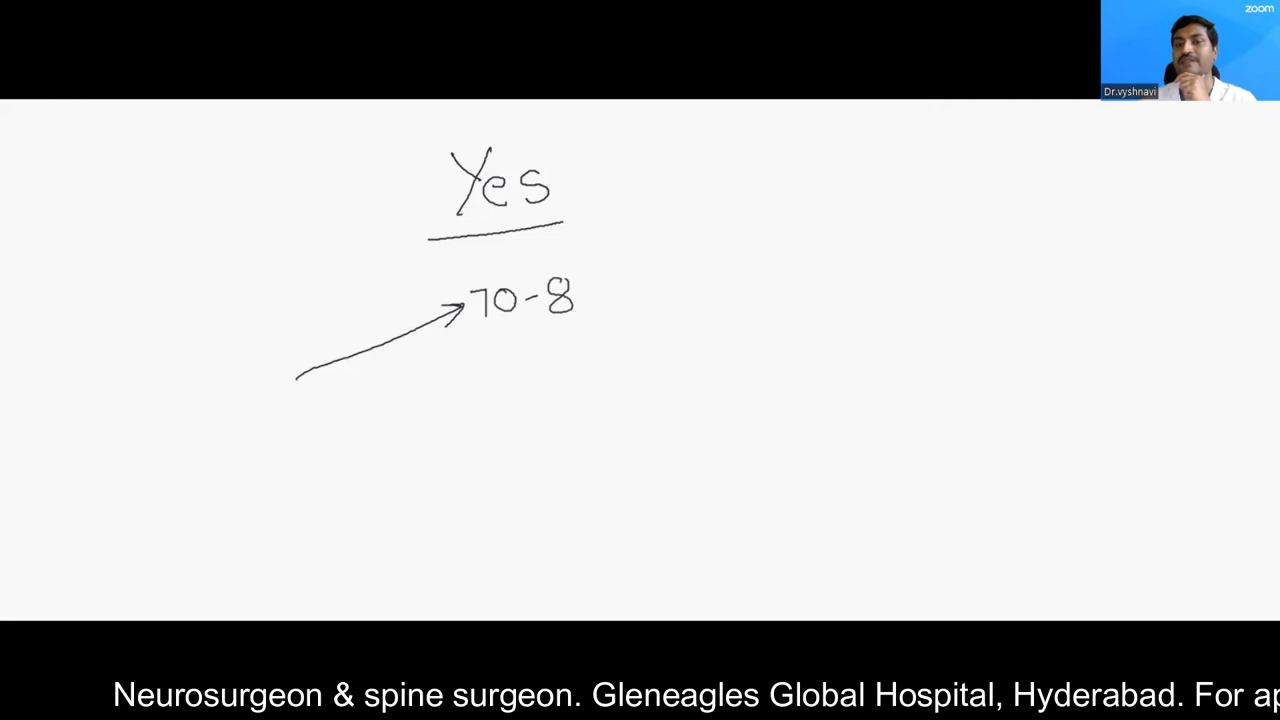 zoom
Dr.vyshnavi
Yes
70-8
Neurosurgeon & spine surgeon. Gleneagles Global Hospital, Hyderabad. For ap